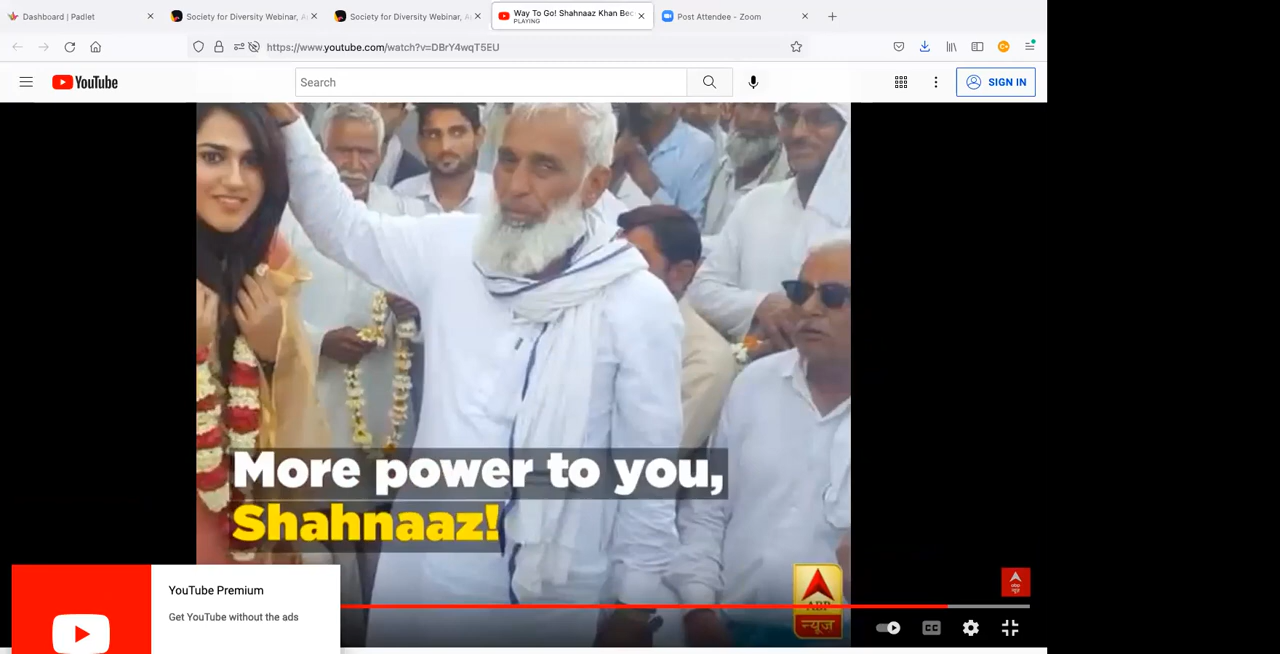 Dashboard | Padlet
Society for Diversity Webinar, A
Society for Diversity Webinar, A
Way To Go! Shahnaaz Khan Bec
PLAYING
Post Attendee - Zoom
https://www.youtube.com/watch?v=DBrY4wqT5EU
YouTube
Search
SIGN IN
More power to you,
Shahnaaz!
YouTube Premium
Get YouTube without the ads
ABP
न्यूज़
abp
न्यूज़
CC